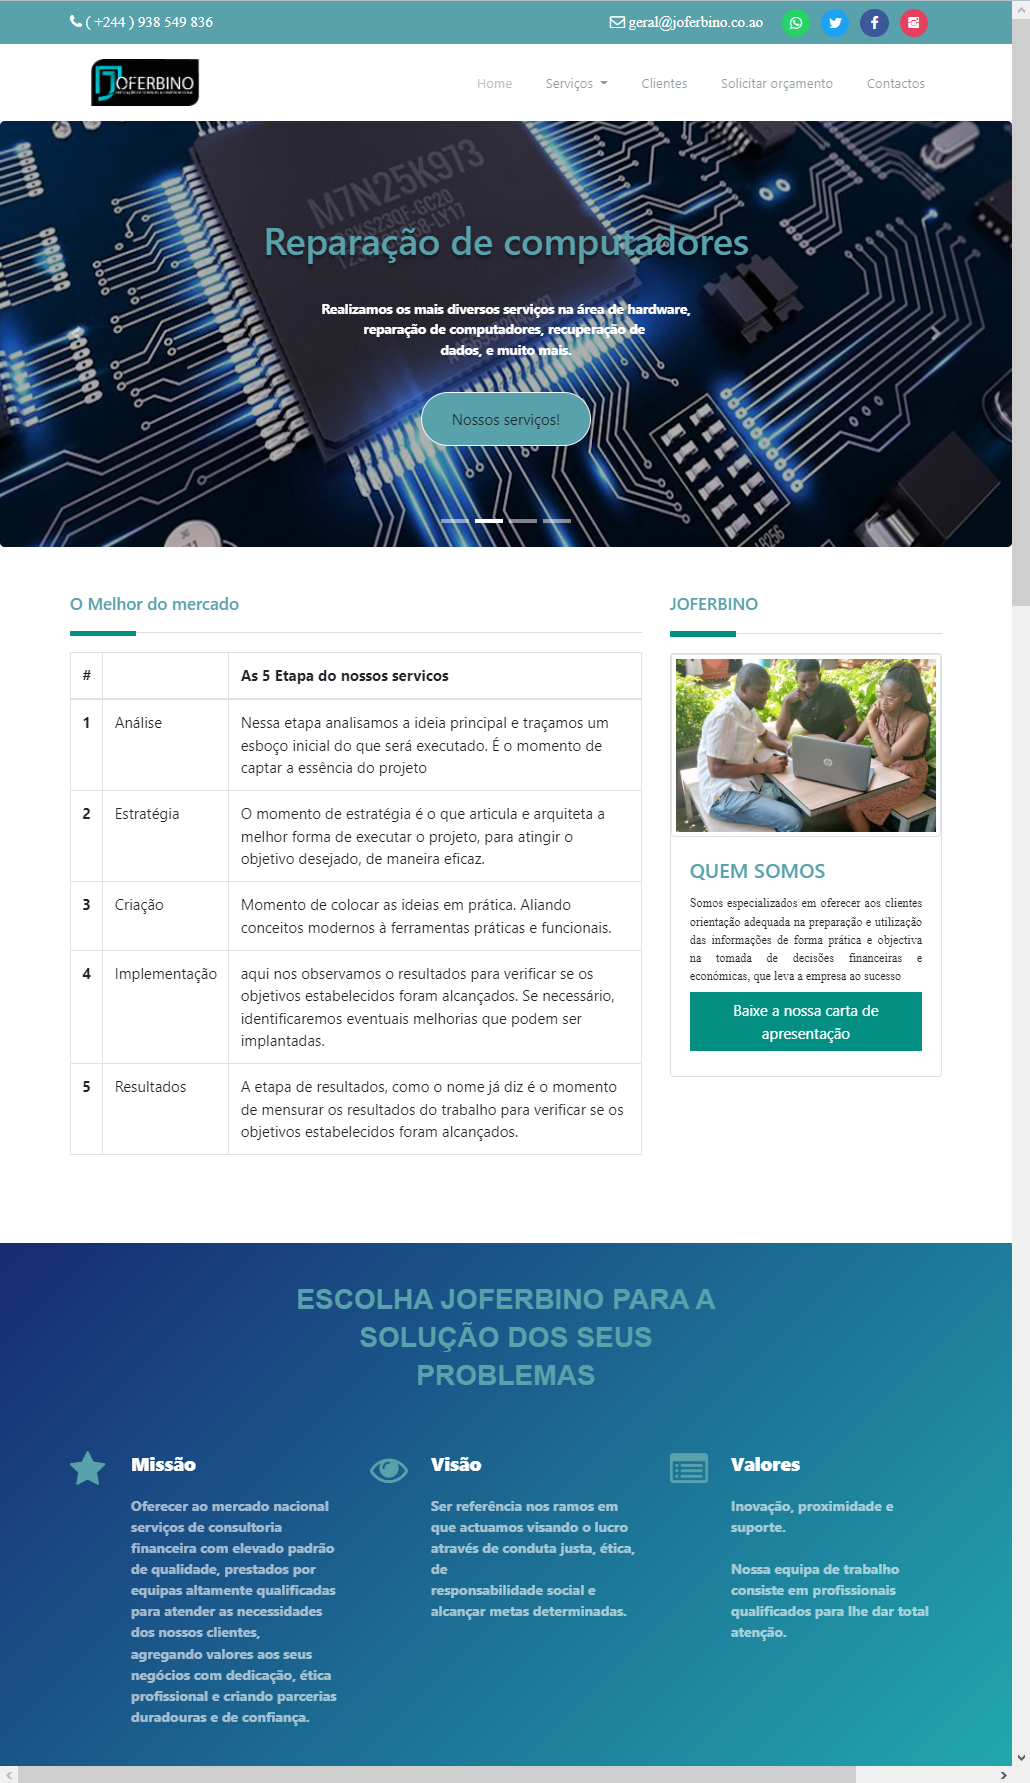 ( +244 ) 938 549 836
geral@joferbino.co.ao
JOFERBINO
Home
Serviços
Clientes
Solicitar orçamento
Contactos
M7N25K973
Reparação de computadores
Realizamos os mais diversos serviços na área de hardware,
reparação de computadores, recuperação de
dados, e muito mais.
Nossos serviços!
O Melhor do mercado
# As 5 Etapa do nossos servicos
1 Análise Nessa etapa analisamos a ideia principal e traçamos um
esboço inicial do que será executado. É o momento de
captar a essência do projeto
2 Estratégia O momento de estratégia é o que articula e arquiteta a
melhor forma de executar o projeto, para atingir o
objetivo desejado, de maneira eficaz.
3 Criação Momento de colocar as ideias em prática. Aliando
conceitos modernos à ferramentas práticas e funcionais.
4 Implementação aqui nos observamos o resultados para verificar se os
objetivos estabelecidos foram alcançados. Se necessário,
identificaremos eventuais melhorias que podem ser
implantadas.
5 Resultados A etapa de resultados, como o nome já diz é o momento
de mensurar os resultados do trabalho para verificar se os
objetivos estabelecidos foram alcançados.
JOFERBINO
hp
QUEM SOMOS
Somos especializados em oferecer aos clientes
orientação adequada na preparação e utilização
das informações de forma prática e objectiva
na tomada de decisões financeiras e
económicas, que leva a empresa ao sucesso
Baixe a nossa carta de
apresentação
ESCOLHA JOFERBINO PARA A
SOLUÇÃO DOS SEUS
PROBLEMAS
Missão
Oferecer ao mercado nacional
serviços de consultoria
financeira com elevado padrão
de qualidade, prestados por
equipas altamente qualificadas
para atender as necessidades
dos nossos clientes,
agregando valores aos seus
negócios com dedicação, ética
profissional e criando parcerias
duradouras e de confiança.
Visão
Ser referência nos ramos em
que actuamos visando o lucro
através de conduta justa, ética,
de
responsabilidade social e
alcançar metas determinadas.
Valores
Inovação, proximidade e
suporte.
Nossa equipa de trabalho
consiste em profissionais
qualificados para lhe dar total
atenção.